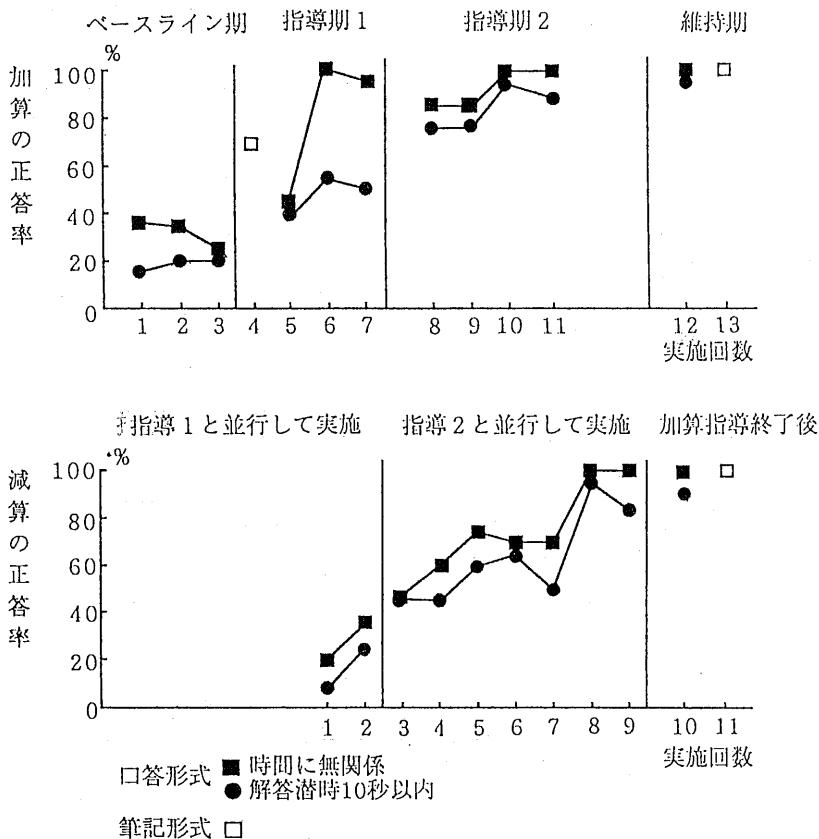 ベースライン期 指導期1 指導期2 維持期
%
加算の正答率
100
80
60
40
20
0
1 2 3 4 5 6 7 8 9 10 11 12 13
実施回数
指導1と並行して実施 指導2と並行して実施 加算指導終了後
%
減算の正答率
100
80
60
40
20
0
1 2 3 4 5 6 7 8 9 10 11
実施回数
口答形式 ■ 時間に無関係
● 解答潜時10秒以内
筆記形式 □